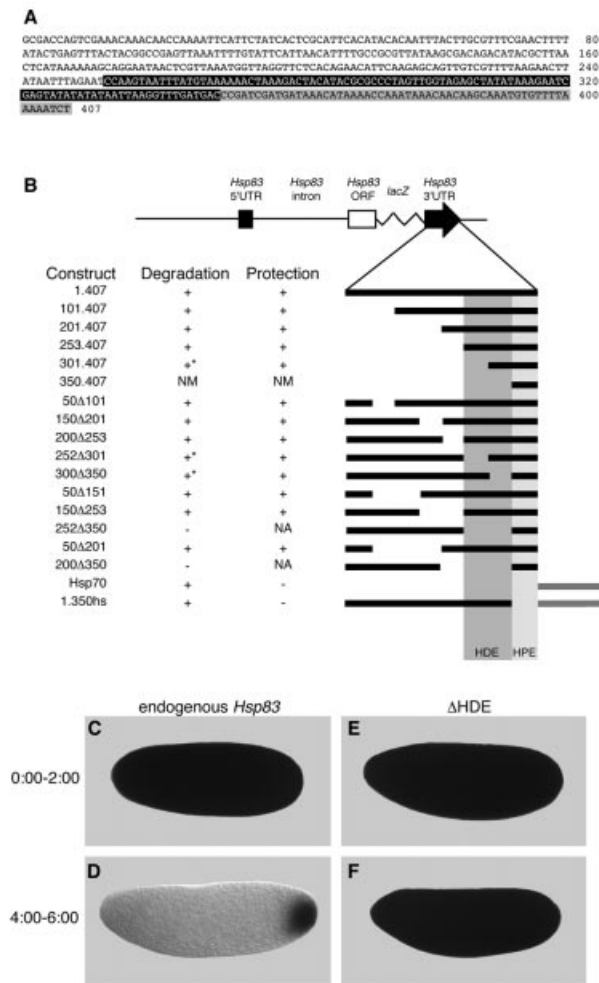 A
GCGACCAGTCGAAACAAACAACCAAAATTCATTCTATCACTCGCATTCACATACACAATTTACTTGCGTTTCGAACTTTT 80
ATACTGAGTTTACTACGGCCGAGTTAAATTTTGTATTCATTAACATTTTGCCGCGTTATAAGCGACAGACATACGCTTAA 160
CTCATAAAAAAGCAGGAATAACTCGTTAAATGGTTAGGTTCTCACAGAACATTCAAGAGCAGTTGTCGTTTTAAGAACTT 240
ATAATTTAGAATCCAAGTAATTTATGTAAAAAACTAAAGACTACATACGCGCCCTAGTTGGTAGAGCTATATAAAGAATC 320
GAGTATATATATAATTAAGGTTTGATGACCCGATCGATGATAAACATAAAACCAAATAAACAACAAGCAAATGTGTTTTA 400
AAAATCT 407
B
Hsp83 5'UTR
Hsp83 intron
Hsp83 ORF
lacZ
Hsp83 3'UTR
Construct Degradation Protection
1.407 + +
101.407 + +
201.407 + +
253.407 + +
301.407 +* +
350.407 NM NM
50Δ101 + +
150Δ201 + +
200Δ253 + +
252Δ301 +* +
300Δ350 +* +
50Δ151 + +
150Δ253 + +
252Δ350 - NA
50Δ201 + +
200Δ350 - NA
Hsp70 + -
1.350hs + -
HDE HPE
endogenous Hsp83 ΔHDE
C E
0:00-2:00
D F
4:00-6:00